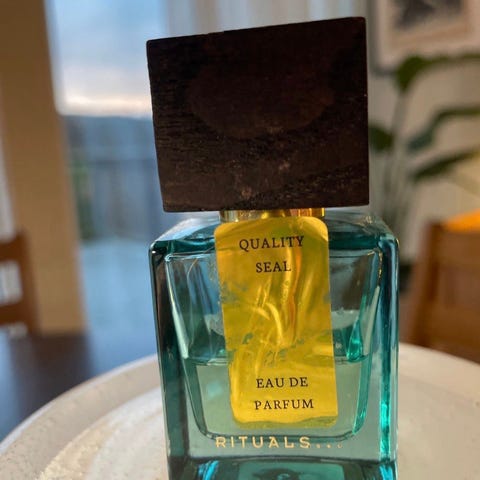 QUALITY
SEAL
EAU DE
PARFUM
RITUALS...